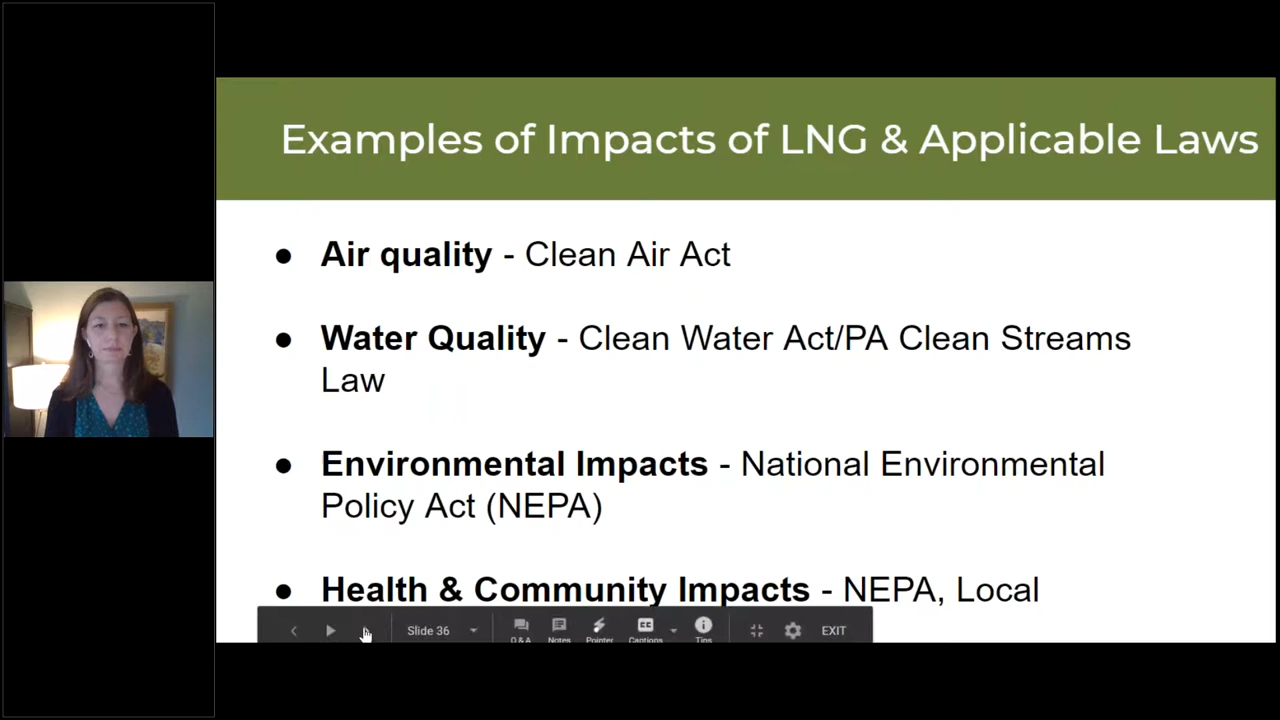 Examples of Impacts of LNG & Applicable Laws
● Air quality - Clean Air Act
● Water Quality - Clean Water Act/PA Clean Streams
Law
● Environmental Impacts - National Environmental
Policy Act (NEPA)
● Health & Community Impacts - NEPA, Local
Slide 36
Q & A
Notes
Pointer
Captions
Tips
EXIT